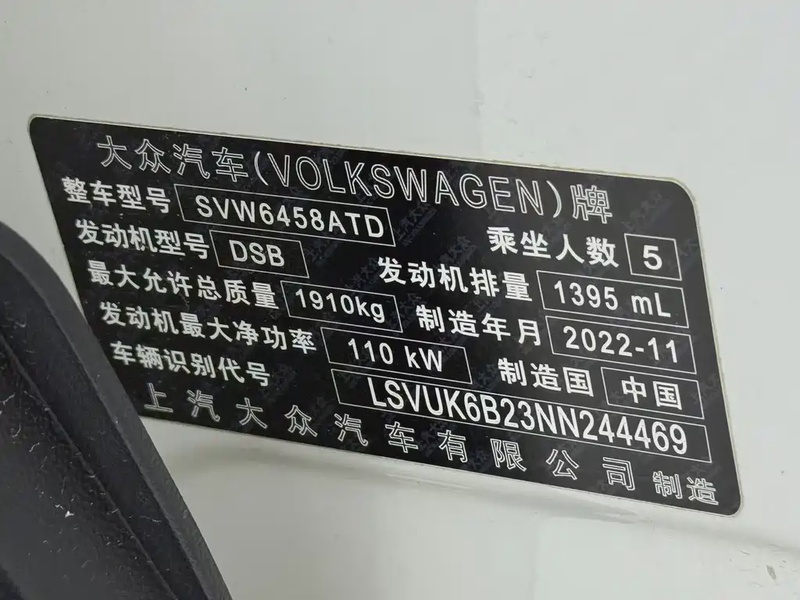 大众汽车(VOLKSWAGEN)牌
整车型号 SVW6458ATD 乘坐人数 5
发动机型号 DSB 发动机排量 1395 mL
最大允许总质量 1910kg 制造年月 2022-11
发动机最大净功率 110 kW 制造国 中国
车辆识别代号 LSVUK6B23NN244469
上汽大众汽车有限公司 制造